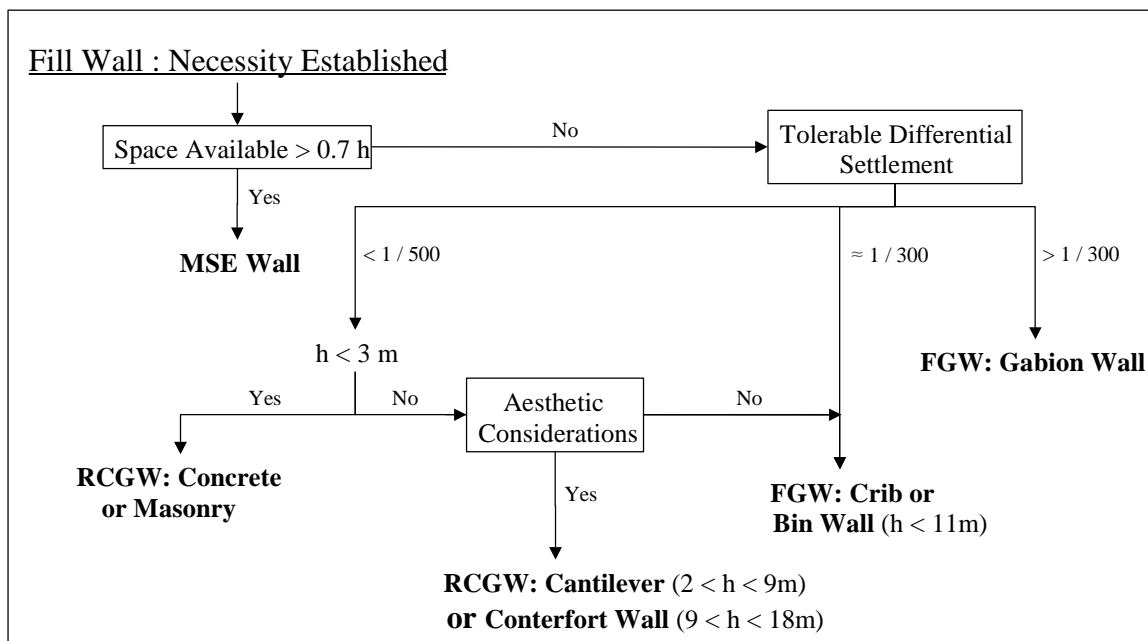 Fill Wall : Necessity Established
Space Available > 0.7 h
No
Tolerable Differential
Settlement
Yes
MSE Wall
< 1 / 500
≈ 1 / 300
> 1 / 300
h < 3 m
FGW: Gabion Wall
Yes
No
Aesthetic
Considerations
No
RCGW: Concrete
or Masonry
Yes
FGW: Crib or
Bin Wall (h < 11m)
RCGW: Cantilever (2 < h < 9m)
or Conterfort Wall (9 < h < 18m)